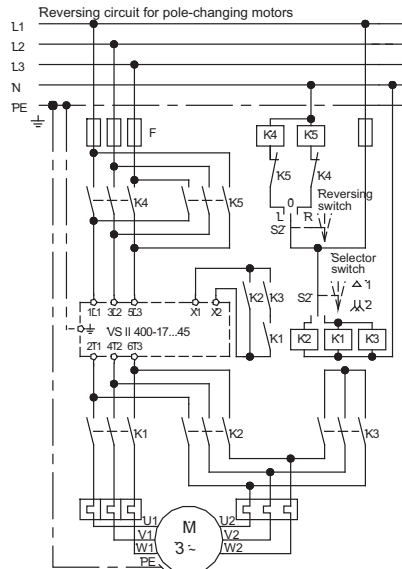 Reversing circuit for pole-changing motors
L1
L2
L3
N
PE
F
K4 K5
K5 K4
K4 K5
L 0 R
Reversing
switch
S2
Selector
switch
S2 1
2
K2 K3
K1
1L1 3L2 5L3 X1 X2
VS II 400-17...45
2T1 4T2 6T3
K2 K1 K3
K1 K2 K3
U1 M U2
V1 3 ~ V2
W1 W2
PE